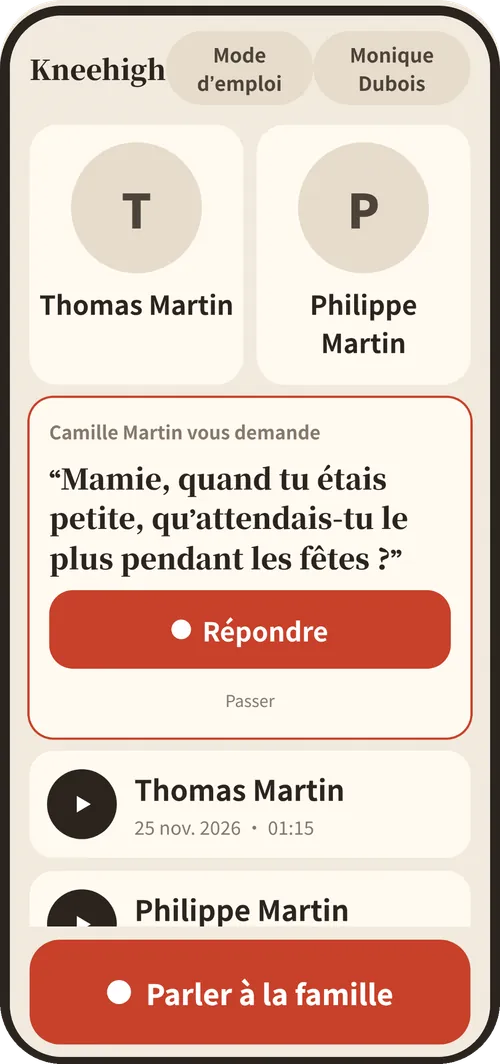 Kneehigh
Mode
d'emploi
Monique
Dubois
T
Thomas Martin
P
Philippe
Martin
Camille Martin vous demande
“Mamie, quand tu étais
petite, qu’attendais-tu le
plus pendant les fêtes ?”
Répondre
Passer
Thomas Martin
25 nov. 2026 · 01:15
Philippe Martin
Parler à la famille